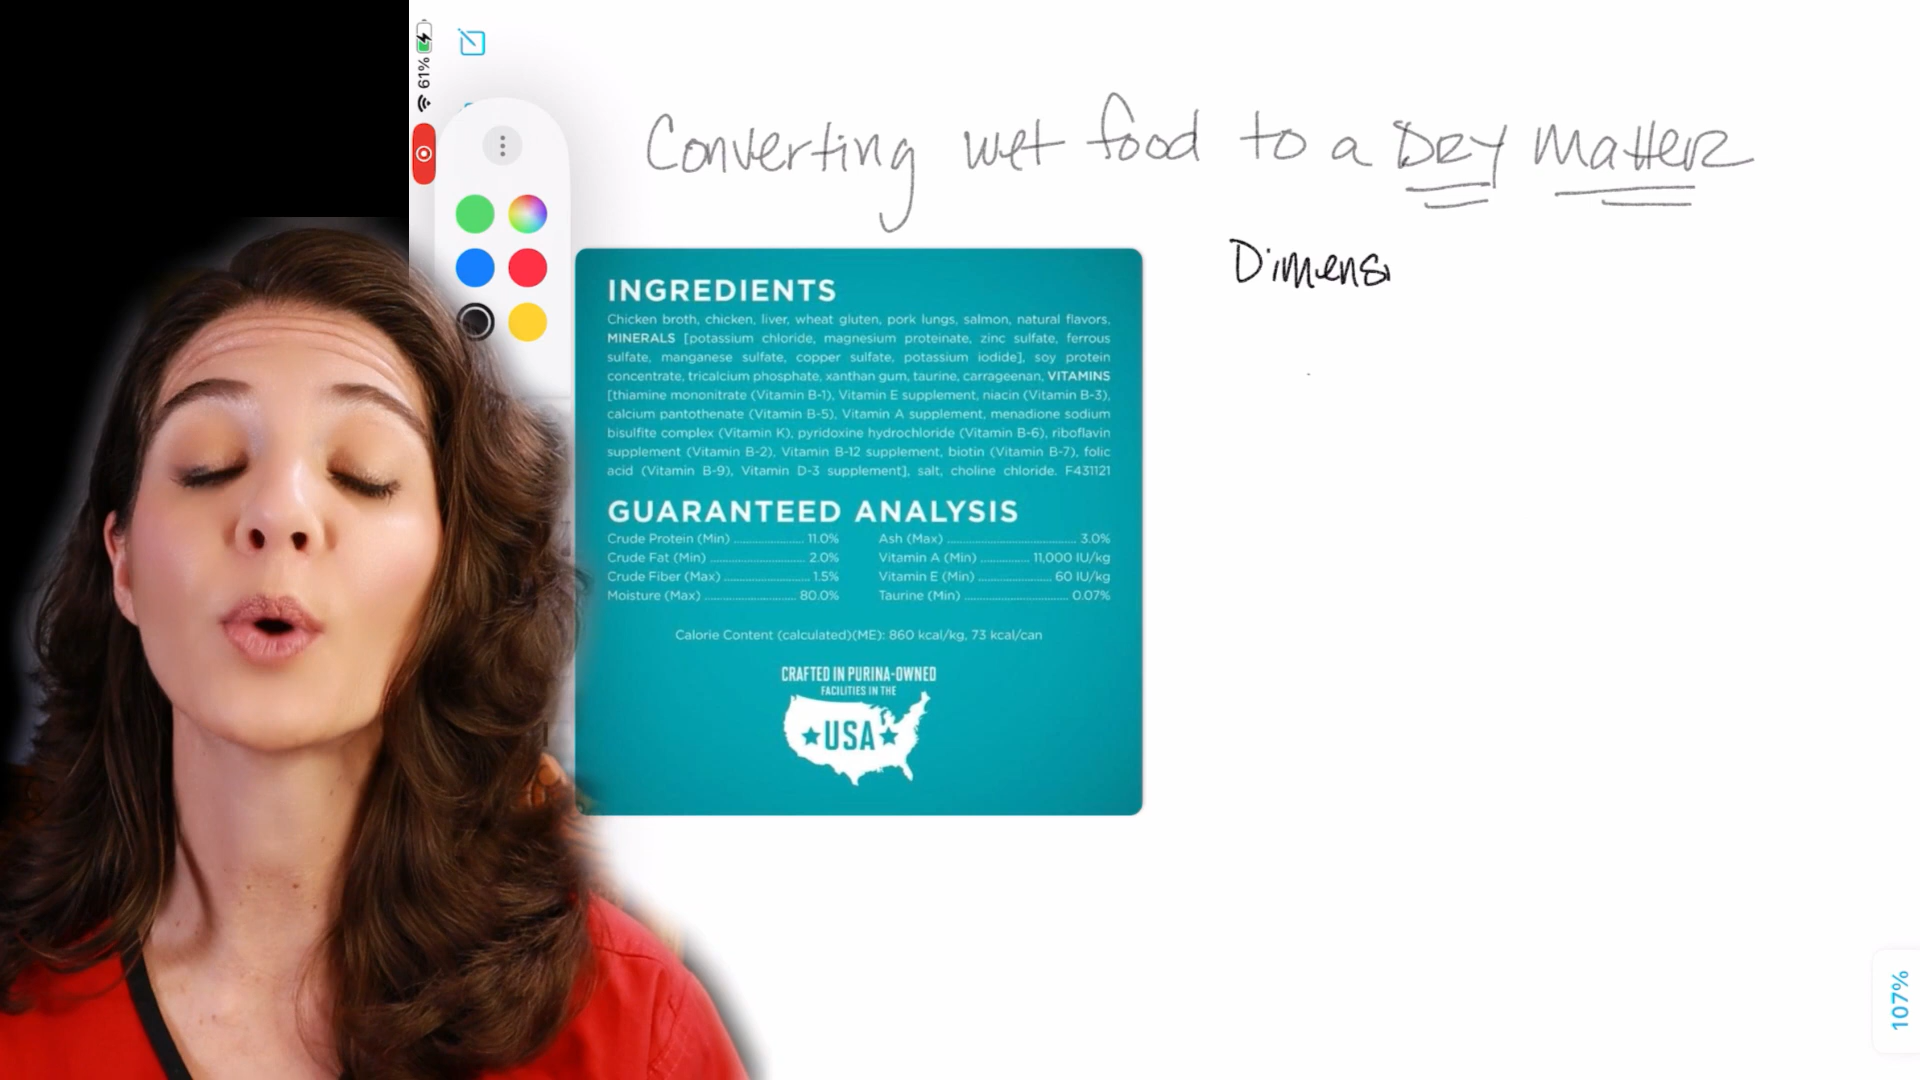 61%
Converting wet food to a Dry Matter
Dimens
INGREDIENTS
Chicken broth, chicken, liver, wheat gluten, pork lungs, salmon, natural flavors,
MINERALS [potassium chloride, magnesium proteinate, zinc sulfate, ferrous
sulfate, manganese sulfate, copper sulfate, potassium iodide], soy protein
concentrate, tricalcium phosphate, xanthan gum, taurine, carrageenan, VITAMINS
[thiamine mononitrate (Vitamin B-1), Vitamin E supplement, niacin (Vitamin B-3),
calcium pantothenate (Vitamin B-5), Vitamin A supplement, menadione sodium
bisulfite complex (Vitamin K), pyridoxine hydrochloride (Vitamin B-6), riboflavin
supplement (Vitamin B-2), Vitamin B-12 supplement, biotin (Vitamin B-7), folic
acid (Vitamin B-9), Vitamin D-3 supplement], salt, choline chloride. F431121
GUARANTEED ANALYSIS
Crude Protein (Min) 11.0% Ash (Max) 3.0%
Crude Fat (Min) 2.0% Vitamin A (Min) 11,000 IU/kg
Crude Fiber (Max) 1.5% Vitamin E (Min) 60 IU/kg
Moisture (Max) 80.0% Taurine (Min) 0.07%
Calorie Content (calculated)(ME): 860 kcal/kg, 73 kcal/can
CRAFTED IN PURINA-OWNED
FACILITIES IN THE
USA
107%